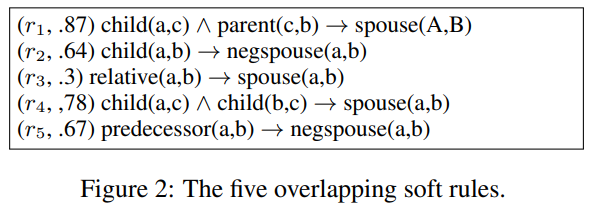 (r₁, .87) child(a,c) ∧ parent(c,b) → spouse(A,B)
(r₂, .64) child(a,b) → negspouse(a,b)
(r₃, .3) relative(a,b) → spouse(a,b)
(r₄, ,78) child(a,c) ∧ child(b,c) → spouse(a,b)
(r₅, .67) predecessor(a,b) → negspouse(a,b)
Figure 2: The five overlapping soft rules.